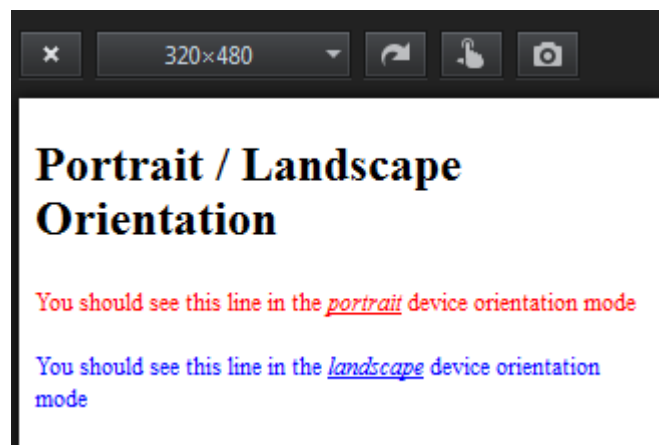 320×480
Portrait / Landscape
Orientation
You should see this line in the portrait device orientation mode
You should see this line in the landscape device orientation
mode